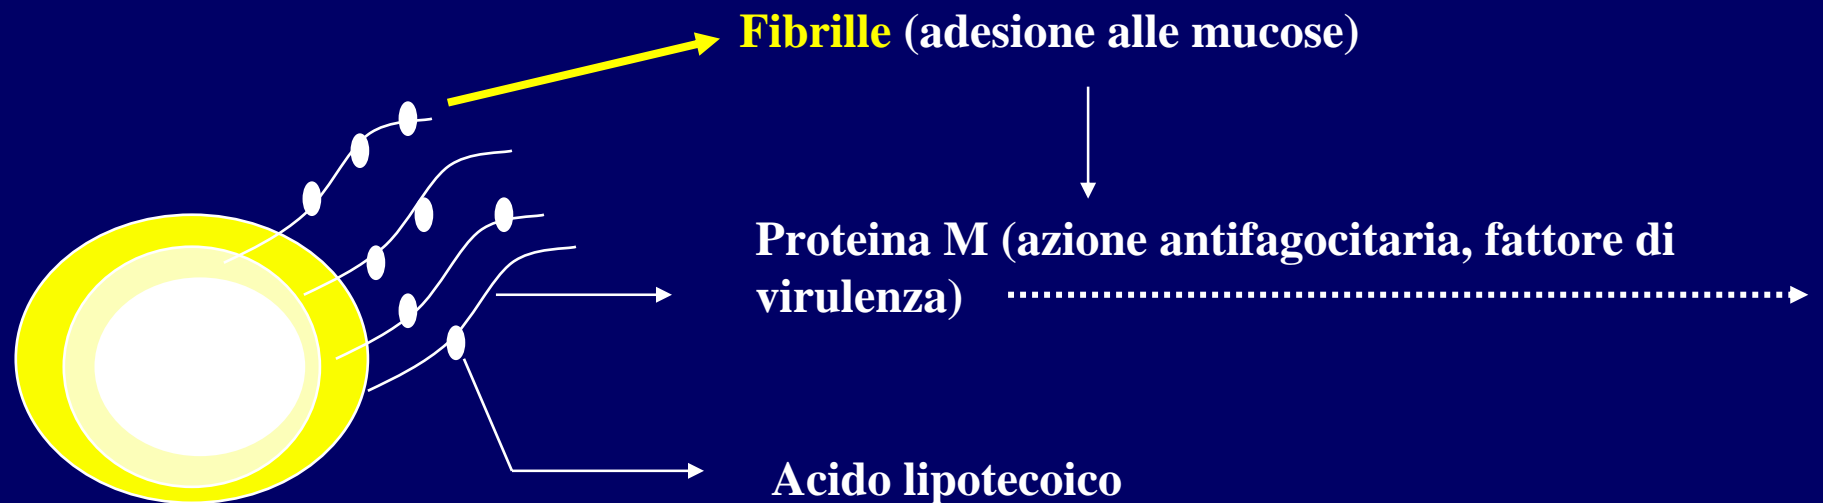 Fibrille (adesione alle mucose)
Proteina M (azione antifagocitaria, fattore di
virulenza)
Acido lipotecoico